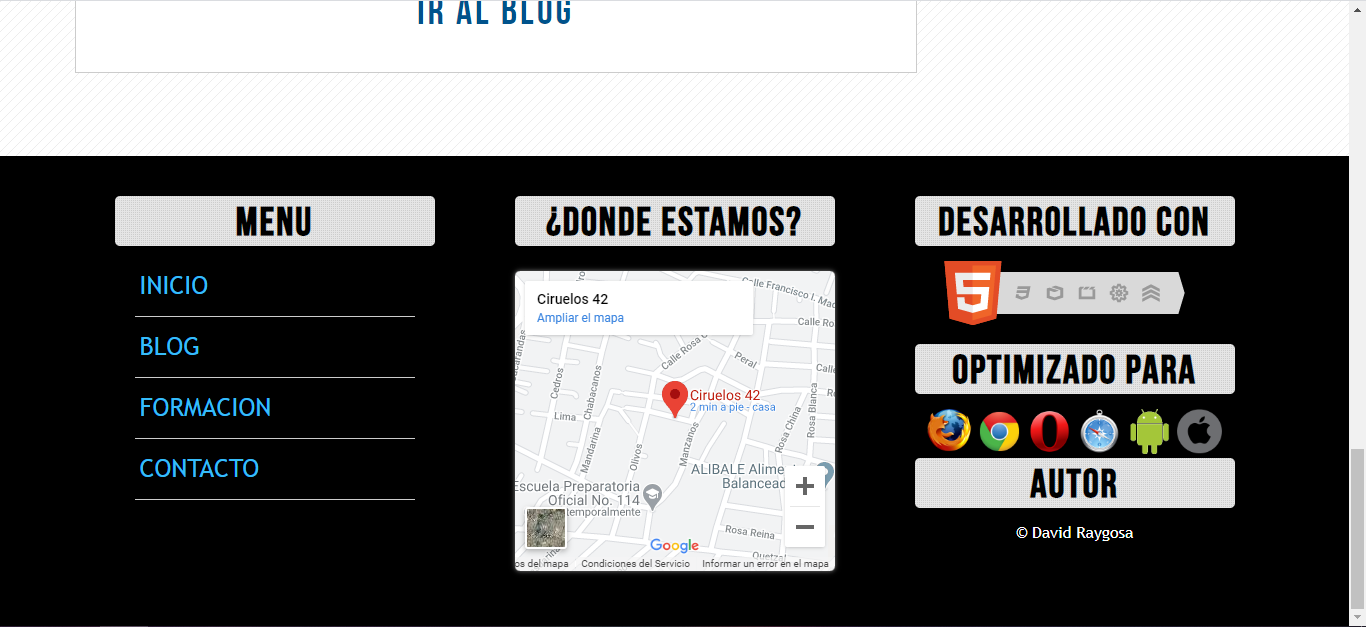 IR AL BLOG
MENU
INICIO
BLOG
FORMACION
CONTACTO
¿DONDE ESTAMOS?
Ciruelos 42
Ampliar el mapa
Calle Francisco I. Mad
Calle Ro
Calle Rosa
Peral
Calle
Cedros
Chabacanos
Lima
Mandarina
Olivos
Manzanos
Rosa China
Rosa Blanca
Ciruelos 42
2 min a pie - casa
ALIBALE Alime
Balancead
Escuela Preparatoria
Oficial No. 114
temporalmente
Rosa Reina
Quetzal
Google
os del mapa
Condiciones del Servicio
Informar un error en el mapa
DESARROLLADO CON
5
OPTIMIZADO PARA
AUTOR
© David Raygosa